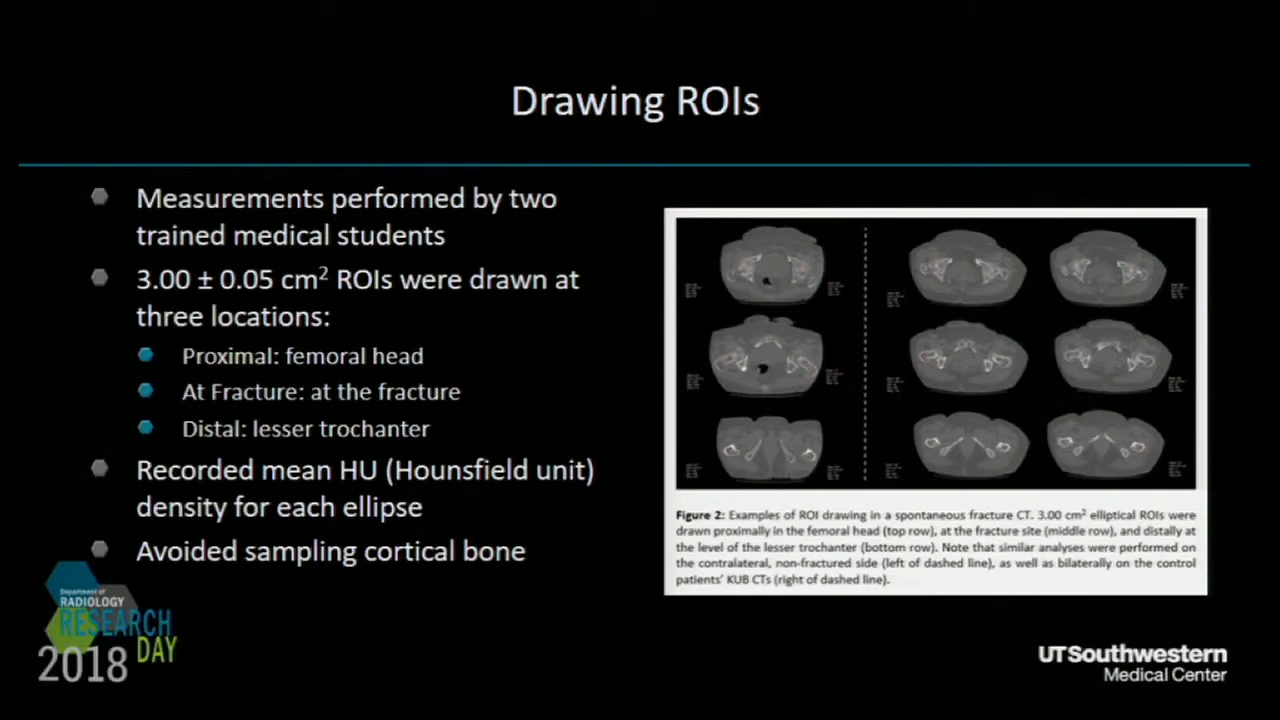 Drawing ROIs
Measurements performed by two
trained medical students
3.00 ± 0.05 cm² ROIs were drawn at
three locations:
Proximal: femoral head
At Fracture: at the fracture
Distal: lesser trochanter
Recorded mean HU (Hounsfield unit)
density for each ellipse
Avoided sampling cortical bone
Figure 2: Examples of ROI drawing in a spontaneous fracture CT. 3.00 cm² elliptical ROIs were
drawn proximally in the femoral head (top row), at the fracture site (middle row), and distally at
the level of the lesser trochanter (bottom row). Note that similar analyses were performed on
the contralateral, non-fractured side (left of dashed line), as well as bilaterally on the control
patients' KUB CTs (right of dashed line).
Department of
RADIOLOGY
RESEARCH
DAY
2018
UTSouthwestern
Medical Center